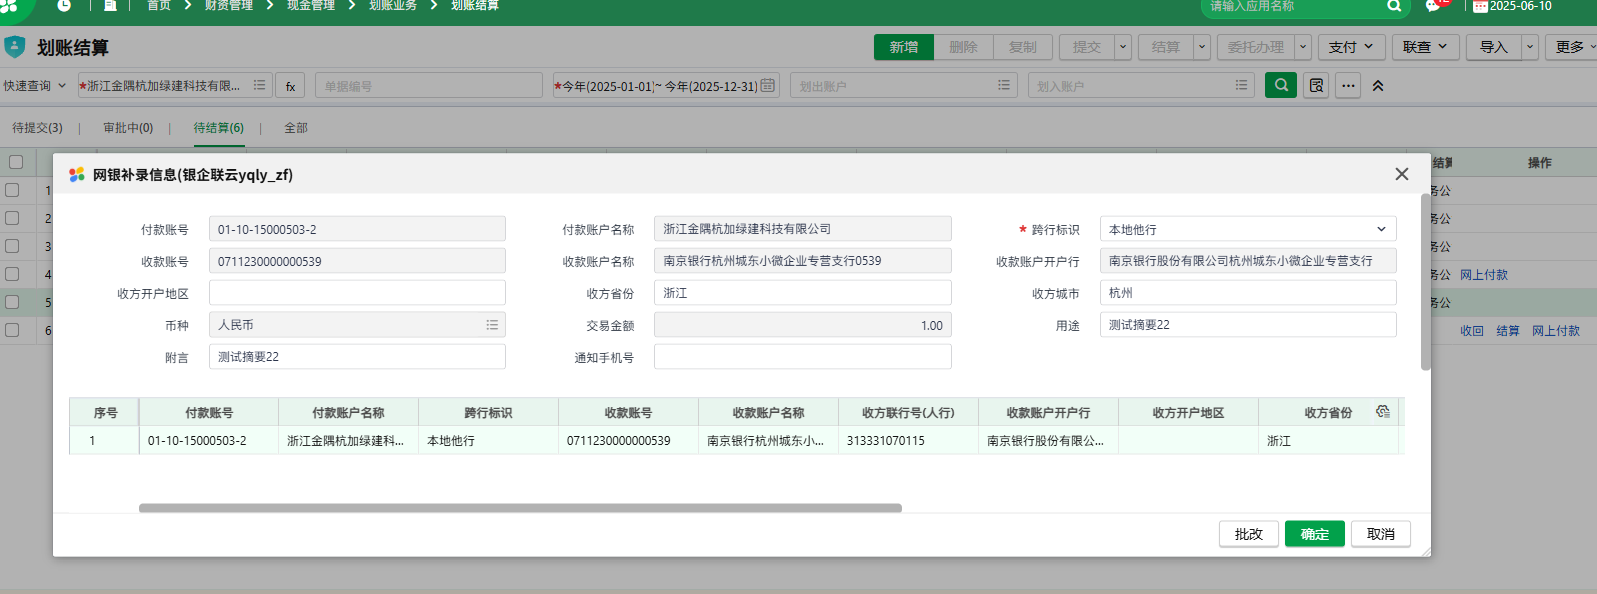 首页 > 财资管理 > 现金管理 > 划账业务 > 划账结算 请输入应用名称 12 2025-06-10
划账结算 新增 删除 复制 提交 结算 委托办理 支付 联查 导入 更多
快速查询 *浙江金隅杭加绿建科技有限... fx 单据编号 *今年(2025-01-01)~ 今年(2025-12-31) 划出账户 划入账户
待提交(3) | 审批中(0) | 待结算(6) | 全部
结算 操作
网银补录信息(银企联云yqly_zf)
1 务公
2 务公
3 务公
4 务公 网上付款
5 务公
6 收回 结算 网上付款
付款账号 01-10-15000503-2 付款账户名称 浙江金隅杭加绿建科技有限公司 * 跨行标识 本地他行
收款账号 0711230000000539 收款账户名称 南京银行杭州城东小微企业专营支行0539 收款账户开户行 南京银行股份有限公司杭州城东小微企业专营支行
收方开户地区 收方省份 浙江 收方城市 杭州
币种 人民币 交易金额 1.00 用途 测试摘要22
附言 测试摘要22 通知手机号
序号 付款账号 付款账户名称 跨行标识 收款账号 收款账户名称 收方联行号(人行) 收款账户开户行 收方开户地区 收方省份
1 01-10-15000503-2 浙江金隅杭加绿建科... 本地他行 0711230000000539 南京银行杭州城东小... 313331070115 南京银行股份有限公... 浙江
批改 确定 取消